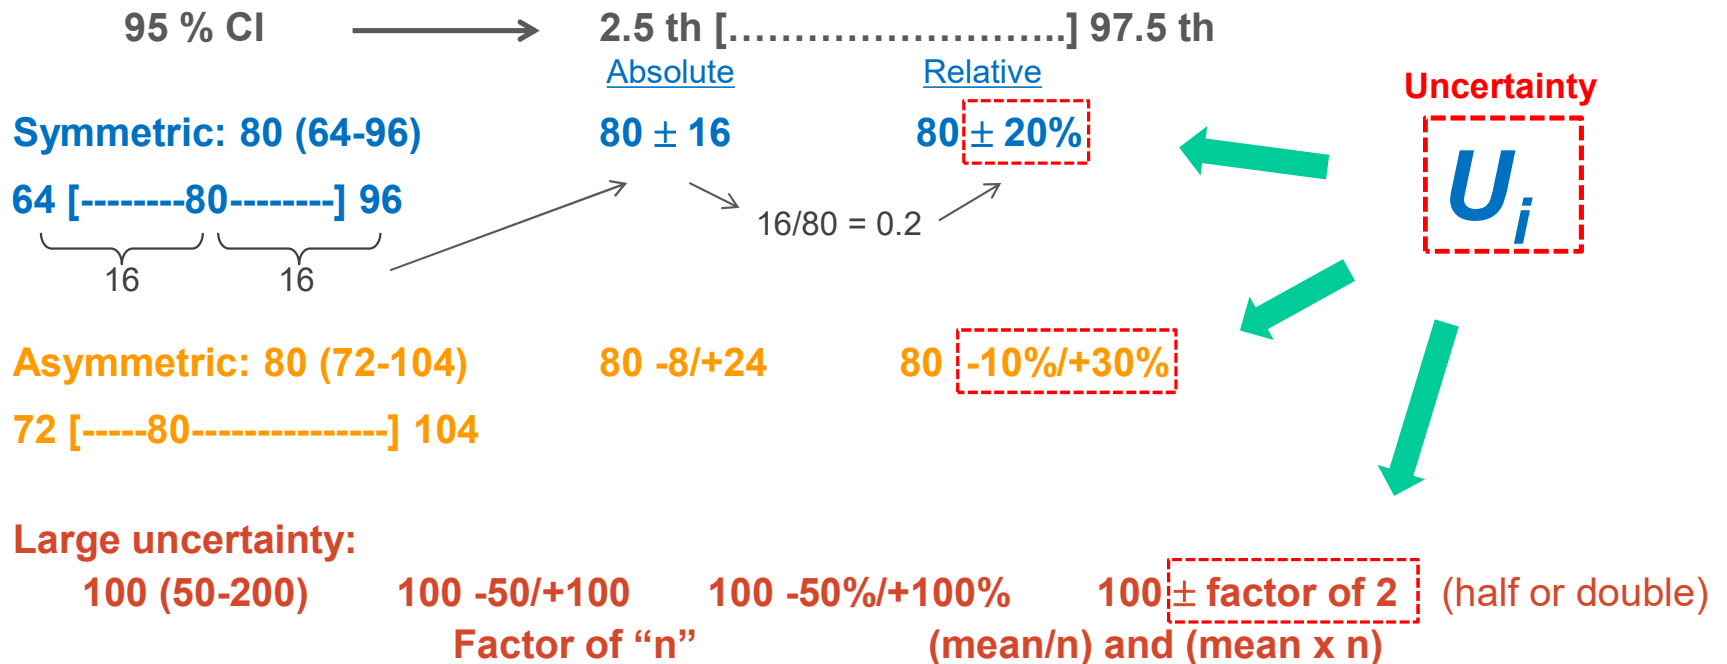 95 % CI 2.5 th [……………………..] 97.5 th
Absolute Relative Uncertainty
Symmetric: 80 (64-96) 80 ± 16 80 ± 20% Ui
64 [--------80--------] 96
16/80 = 0.2
16 16
Asymmetric: 80 (72-104) 80 -8/+24 80 -10%/+30%
72 [-----80---------------] 104
Large uncertainty:
100 (50-200) 100 -50/+100 100 -50%/+100% 100 ± factor of 2 (half or double)
Factor of “n” (mean/n) and (mean x n)